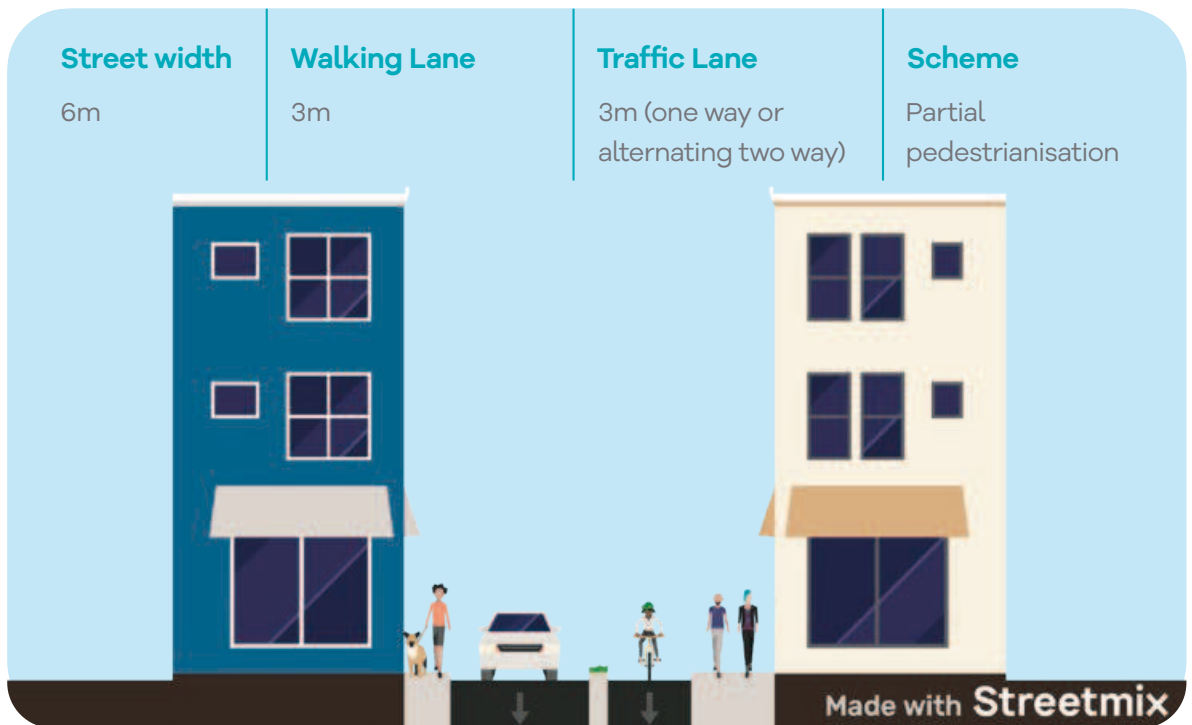 Street width
6m
Walking Lane
3m
Traffic Lane
3m (one way or
alternating two way)
Scheme
Partial
pedestrianisation
Made with Streetmix